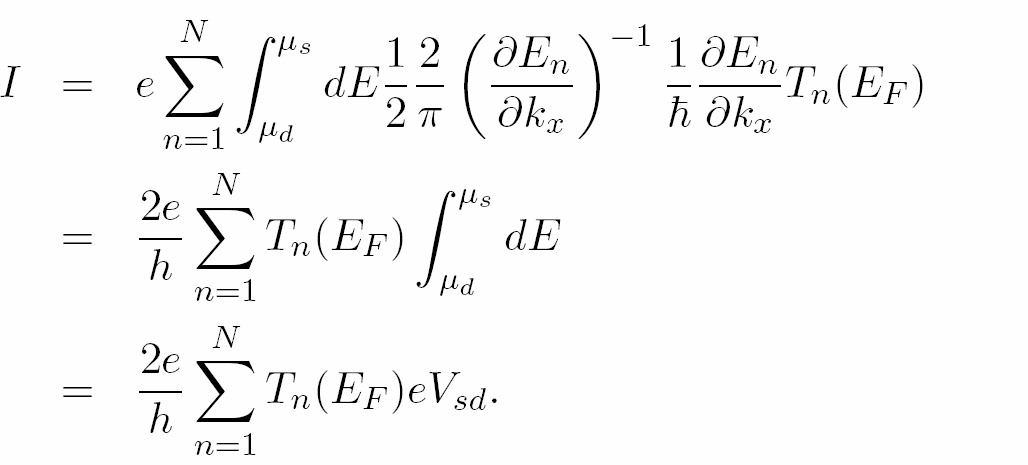 I = e \sum_{n=1}^{N} \int_{\mu_d}^{\mu_s} dE \frac{1}{2} \frac{2}{\pi} \left( \frac{\partial E_n}{\partial k_x} \right)^{-1} \frac{1}{\hbar} \frac{\partial E_n}{\partial k_x} T_n(E_F)
= \frac{2e}{h} \sum_{n=1}^{N} T_n(E_F) \int_{\mu_d}^{\mu_s} dE
= \frac{2e}{h} \sum_{n=1}^{N} T_n(E_F) eV_{sd}.